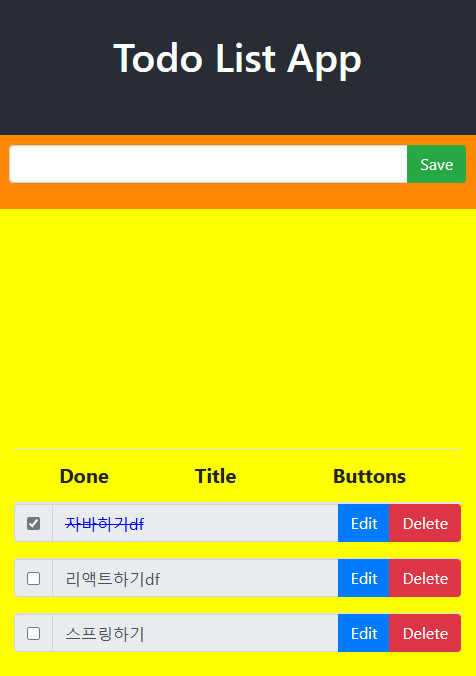 Todo List App
Save
Done Title Buttons
자바하기df Edit Delete
리액트하기df Edit Delete
스프링하기 Edit Delete